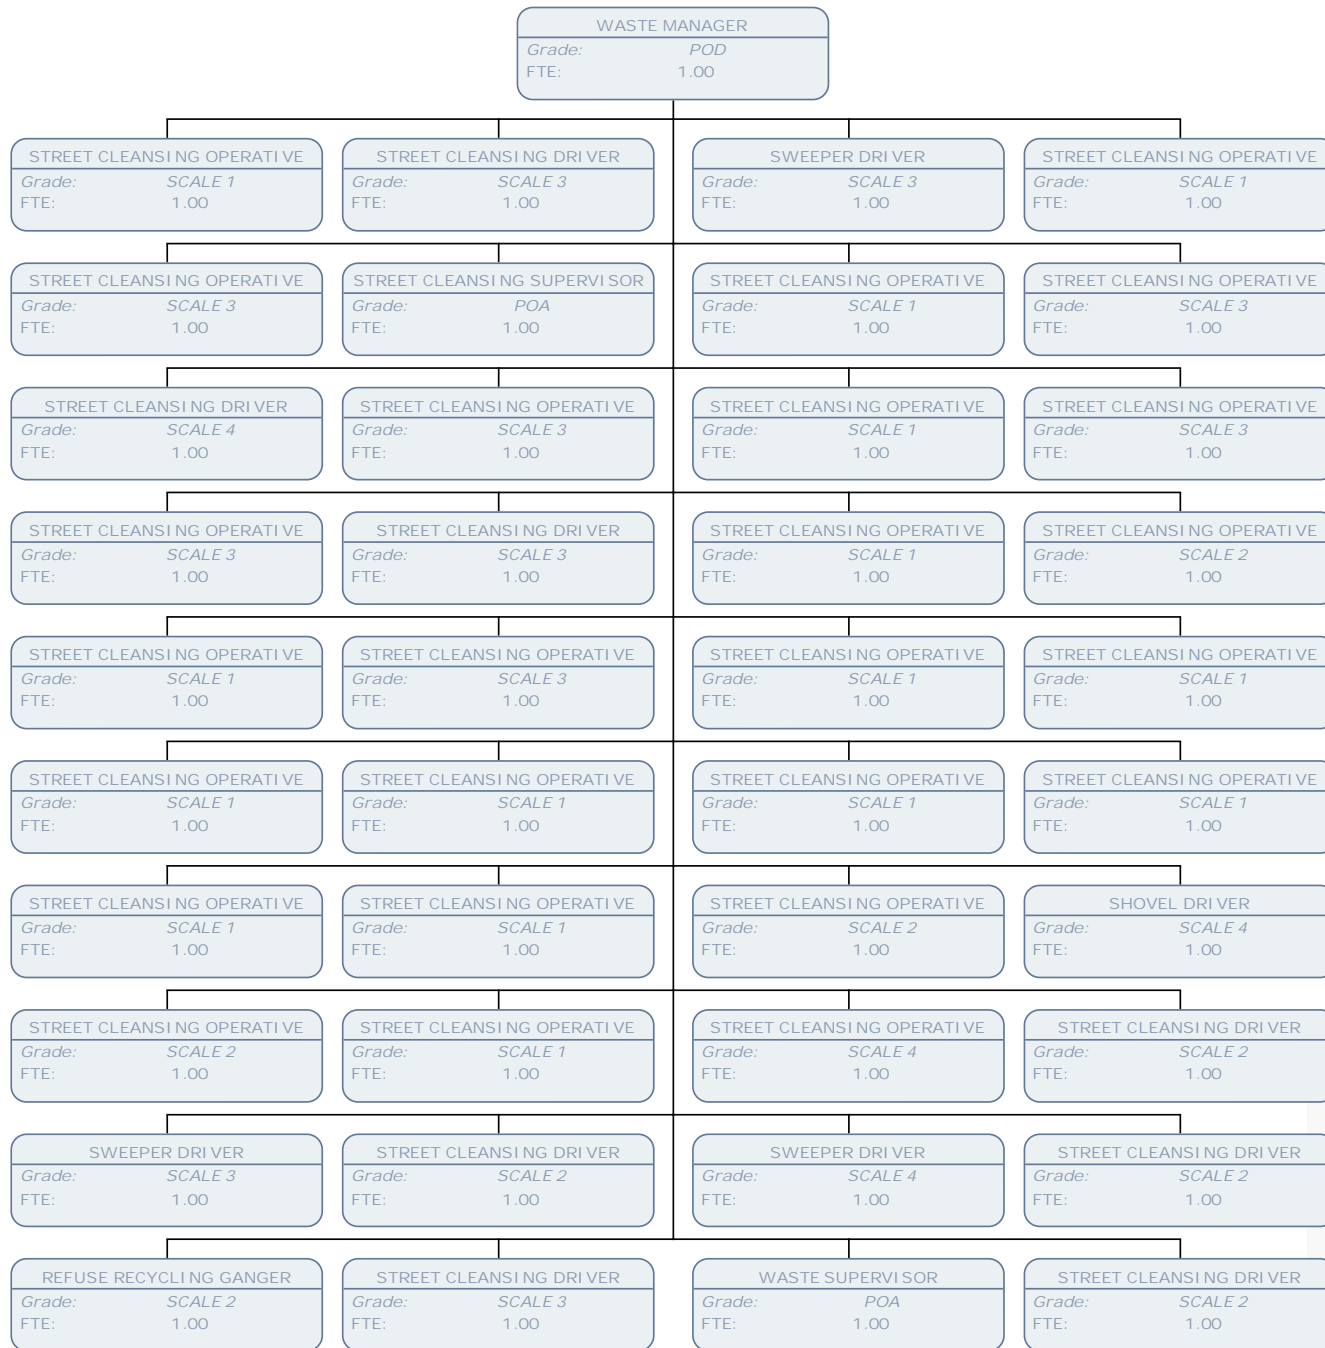 WASTE MANAGER
Grade: POD
FTE: 1.00
STREET CLEANSING OPERATIVE
Grade: SCALE 1
FTE: 1.00
STREET CLEANSING DRIVER
Grade: SCALE 3
FTE: 1.00
SWEEPER DRIVER
Grade: SCALE 3
FTE: 1.00
STREET CLEANSING OPERATIVE
Grade: SCALE 1
FTE: 1.00
STREET CLEANSING OPERATIVE
Grade: SCALE 3
FTE: 1.00
STREET CLEANSING SUPERVISOR
Grade: POA
FTE: 1.00
STREET CLEANSING OPERATIVE
Grade: SCALE 1
FTE: 1.00
STREET CLEANSING OPERATIVE
Grade: SCALE 3
FTE: 1.00
STREET CLEANSING DRIVER
Grade: SCALE 4
FTE: 1.00
STREET CLEANSING OPERATIVE
Grade: SCALE 3
FTE: 1.00
STREET CLEANSING OPERATIVE
Grade: SCALE 1
FTE: 1.00
STREET CLEANSING OPERATIVE
Grade: SCALE 3
FTE: 1.00
STREET CLEANSING OPERATIVE
Grade: SCALE 3
FTE: 1.00
STREET CLEANSING DRIVER
Grade: SCALE 3
FTE: 1.00
STREET CLEANSING OPERATIVE
Grade: SCALE 1
FTE: 1.00
STREET CLEANSING OPERATIVE
Grade: SCALE 2
FTE: 1.00
STREET CLEANSING OPERATIVE
Grade: SCALE 1
FTE: 1.00
STREET CLEANSING OPERATIVE
Grade: SCALE 3
FTE: 1.00
STREET CLEANSING OPERATIVE
Grade: SCALE 1
FTE: 1.00
STREET CLEANSING OPERATIVE
Grade: SCALE 1
FTE: 1.00
STREET CLEANSING OPERATIVE
Grade: SCALE 1
FTE: 1.00
STREET CLEANSING OPERATIVE
Grade: SCALE 1
FTE: 1.00
STREET CLEANSING OPERATIVE
Grade: SCALE 1
FTE: 1.00
STREET CLEANSING OPERATIVE
Grade: SCALE 1
FTE: 1.00
STREET CLEANSING OPERATIVE
Grade: SCALE 1
FTE: 1.00
STREET CLEANSING OPERATIVE
Grade: SCALE 1
FTE: 1.00
STREET CLEANSING OPERATIVE
Grade: SCALE 2
FTE: 1.00
SHOVEL DRIVER
Grade: SCALE 4
FTE: 1.00
STREET CLEANSING OPERATIVE
Grade: SCALE 2
FTE: 1.00
STREET CLEANSING OPERATIVE
Grade: SCALE 1
FTE: 1.00
STREET CLEANSING OPERATIVE
Grade: SCALE 4
FTE: 1.00
STREET CLEANSING DRIVER
Grade: SCALE 2
FTE: 1.00
SWEEPER DRIVER
Grade: SCALE 3
FTE: 1.00
STREET CLEANSING DRIVER
Grade: SCALE 2
FTE: 1.00
SWEEPER DRIVER
Grade: SCALE 4
FTE: 1.00
STREET CLEANSING DRIVER
Grade: SCALE 2
FTE: 1.00
REFUSE RECYCLING GANGER
Grade: SCALE 2
FTE: 1.00
STREET CLEANSING DRIVER
Grade: SCALE 3
FTE: 1.00
WASTE SUPERVISOR
Grade: POA
FTE: 1.00
STREET CLEANSING DRIVER
Grade: SCALE 2
FTE: 1.00